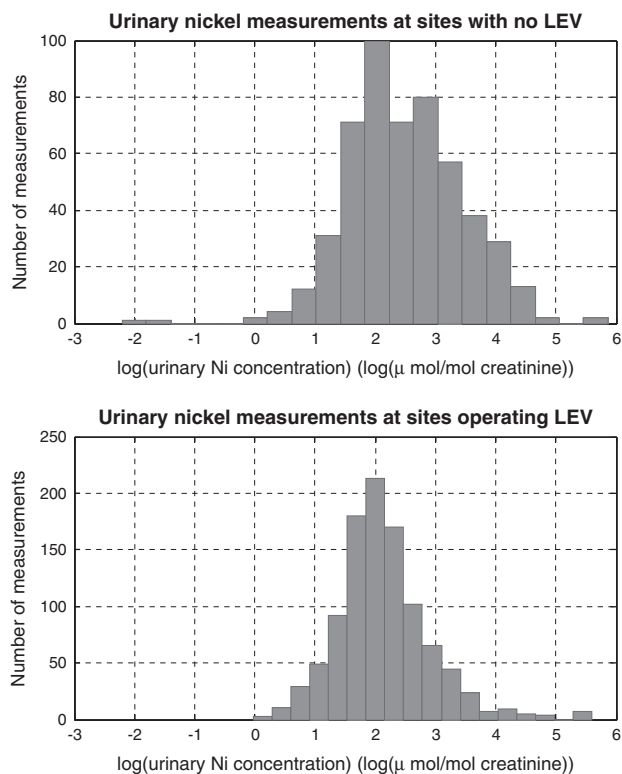 Urinary nickel measurements at sites with no LEV
Number of measurements
100
80
60
40
20
0
-3 -2 -1 0 1 2 3 4 5 6
log(urinary Ni concentration) (log(μ mol/mol creatinine))
Urinary nickel measurements at sites operating LEV
Number of measurements
250
200
150
100
50
0
-3 -2 -1 0 1 2 3 4 5 6
log(urinary Ni concentration) (log(μ mol/mol creatinine))